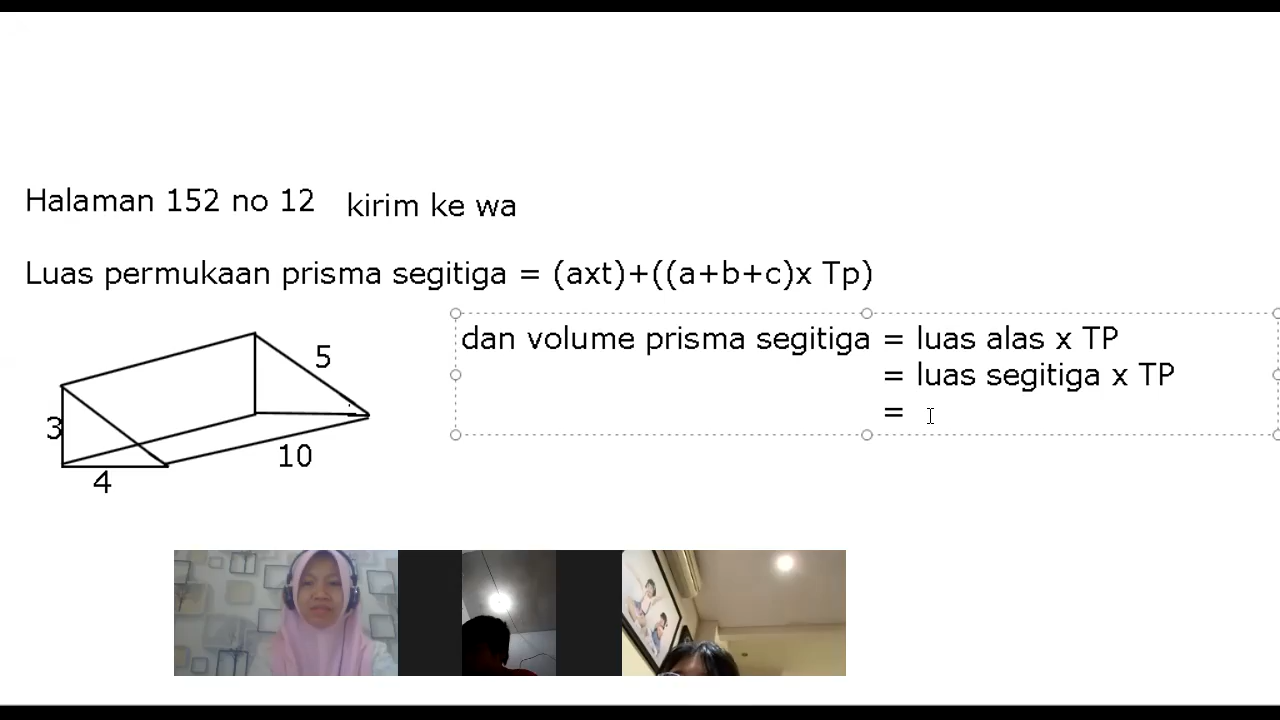 Halaman 152 no 12 kirim ke wa
Luas permukaan prisma segitiga = (axt)+((a+b+c)x Tp)
dan volume prisma segitiga = luas alas x TP
= luas segitiga x TP
=
5
3
10
4